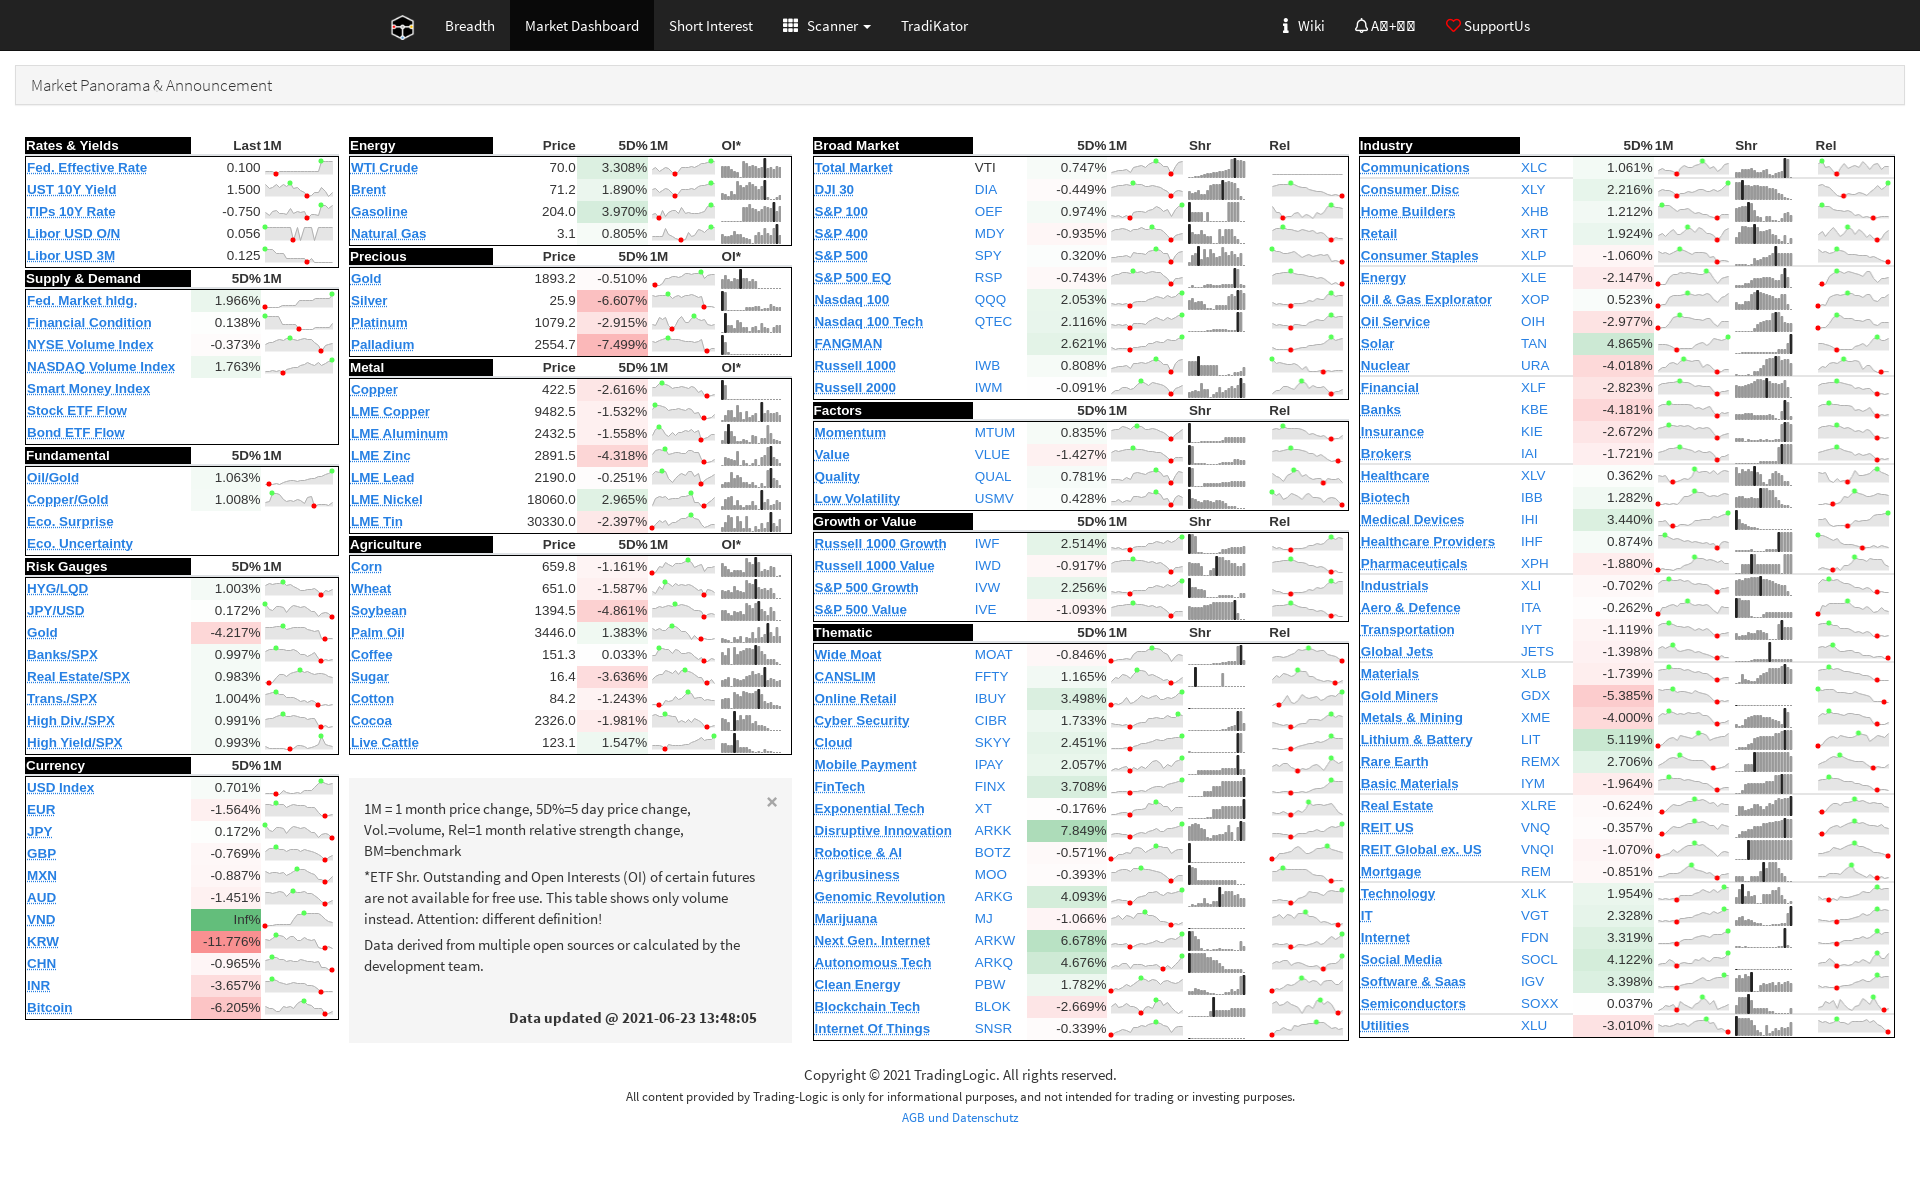 Breadth Market Dashboard Short Interest Scanner TradiKator Wiki SupportUs
Market Panorama & Announcement
Rates & Yields Last 1M
Fed. Effective Rate 0.100
UST 10Y Yield 1.500
TIPs 10Y Rate -0.750
Libor USD O/N 0.056
Libor USD 3M 0.125
Supply & Demand 5D% 1M
Fed. Market hldg. 1.966%
Financial Condition 0.138%
NYSE Volume Index -0.373%
NASDAQ Volume Index 1.763%
Smart Money Index
Stock ETF Flow
Bond ETF Flow
Fundamental 5D% 1M
Oil/Gold 1.063%
Copper/Gold 1.008%
Eco. Surprise
Eco. Uncertainty
Risk Gauges 5D% 1M
HYG/LQD 1.003%
JPY/USD 0.172%
Gold -4.217%
Banks/SPX 0.997%
Real Estate/SPX 0.983%
Trans./SPX 1.004%
High Div./SPX 0.991%
High Yield/SPX 0.993%
Currency 5D% 1M
USD Index 0.701%
EUR -1.564%
JPY 0.172%
GBP -0.769%
MXN -0.887%
AUD -1.451%
VND Inf%
KRW -11.776%
CHN -0.965%
INR -3.657%
Bitcoin -6.205%
Energy Price 5D% 1M OI*
WTI Crude 70.0 3.308%
Brent 71.2 1.890%
Gasoline 204.0 3.970%
Natural Gas 3.1 0.805%
Precious Price 5D% 1M OI*
Gold 1893.2 -0.510%
Silver 25.9 -6.607%
Platinum 1079.2 -2.915%
Palladium 2554.7 -7.499%
Metal Price 5D% 1M OI*
Copper 422.5 -2.616%
LME Copper 9482.5 -1.532%
LME Aluminum 2432.5 -1.558%
LME Zinc 2891.5 -4.318%
LME Lead 2190.0 -0.251%
LME Nickel 18060.0 2.965%
LME Tin 30330.0 -2.397%
Agriculture Price 5D% 1M OI*
Corn 659.8 -1.161%
Wheat 651.0 -1.587%
Soybean 1394.5 -4.861%
Palm Oil 3446.0 1.383%
Coffee 151.3 0.033%
Sugar 16.4 -3.636%
Cotton 84.2 -1.243%
Cocoa 2326.0 -1.981%
Live Cattle 123.1 1.547%
×
1M = 1 month price change, 5D%=5 day price change,
Vol.=volume, Rel=1 month relative strength change,
BM=benchmark
*ETF Shr. Outstanding and Open Interests (OI) of certain futures
are not available for free use. This table shows only volume
instead. Attention: different definition!
Data derived from multiple open sources or calculated by the
development team.
Data updated @ 2021-06-23 13:48:05
Broad Market 5D% 1M Shr Rel
Total Market VTI 0.747%
DJI 30 DIA -0.449%
S&P 100 OEF 0.974%
S&P 400 MDY -0.935%
S&P 500 SPY 0.320%
S&P 500 EQ RSP -0.743%
Nasdaq 100 QQQ 2.053%
Nasdaq 100 Tech QTEC 2.116%
FANGMAN 2.621%
Russell 1000 IWB 0.808%
Russell 2000 IWM -0.091%
Factors 5D% 1M Shr Rel
Momentum MTUM 0.835%
Value VLUE -1.427%
Quality QUAL 0.781%
Low Volatility USMV 0.428%
Growth or Value 5D% 1M Shr Rel
Russell 1000 Growth IWF 2.514%
Russell 1000 Value IWD -0.917%
S&P 500 Growth IVW 2.256%
S&P 500 Value IVE -1.093%
Thematic 5D% 1M Shr Rel
Wide Moat MOAT -0.846%
CANSLIM FFTY 1.165%
Online Retail IBUY 3.498%
Cyber Security CIBR 1.733%
Cloud SKYY 2.451%
Mobile Payment IPAY 2.057%
FinTech FINX 3.708%
Exponential Tech XT -0.176%
Disruptive Innovation ARKK 7.849%
Robotice & AI BOTZ -0.571%
Agribusiness MOO -0.393%
Genomic Revolution ARKG 4.093%
Marijuana MJ -1.066%
Next Gen. Internet ARKW 6.678%
Autonomous Tech ARKQ 4.676%
Clean Energy PBW 1.782%
Blockchain Tech BLOK -2.669%
Internet Of Things SNSR -0.339%
Industry 5D% 1M Shr Rel
Communications XLC 1.061%
Consumer Disc XLY 2.216%
Home Builders XHB 1.212%
Retail XRT 1.924%
Consumer Staples XLP -1.060%
Energy XLE -2.147%
Oil & Gas Explorator XOP 0.523%
Oil Service OIH -2.977%
Solar TAN 4.865%
Nuclear URA -4.018%
Financial XLF -2.823%
Banks KBE -4.181%
Insurance KIE -2.672%
Brokers IAI -1.721%
Healthcare XLV 0.362%
Biotech IBB 1.282%
Medical Devices IHI 3.440%
Healthcare Providers IHF 0.874%
Pharmaceuticals XPH -1.880%
Industrials XLI -0.702%
Aero & Defence ITA -0.262%
Transportation IYT -1.119%
Global Jets JETS -1.398%
Materials XLB -1.739%
Gold Miners GDX -5.385%
Metals & Mining XME -4.000%
Lithium & Battery LIT 5.119%
Rare Earth REMX 2.706%
Basic Materials IYM -1.964%
Real Estate XLRE -0.624%
REIT US VNQ -0.357%
REIT Global ex. US VNQI -1.070%
Mortgage REM -0.851%
Technology XLK 1.954%
IT VGT 2.328%
Internet FDN 3.319%
Social Media SOCL 4.122%
Software & Saas IGV 3.398%
Semiconductors SOXX 0.037%
Utilities XLU -3.010%
Copyright © 2021 TradingLogic. All rights reserved.
All content provided by Trading-Logic is only for informational purposes, and not intended for trading or investing purposes.
AGB und Datenschutz